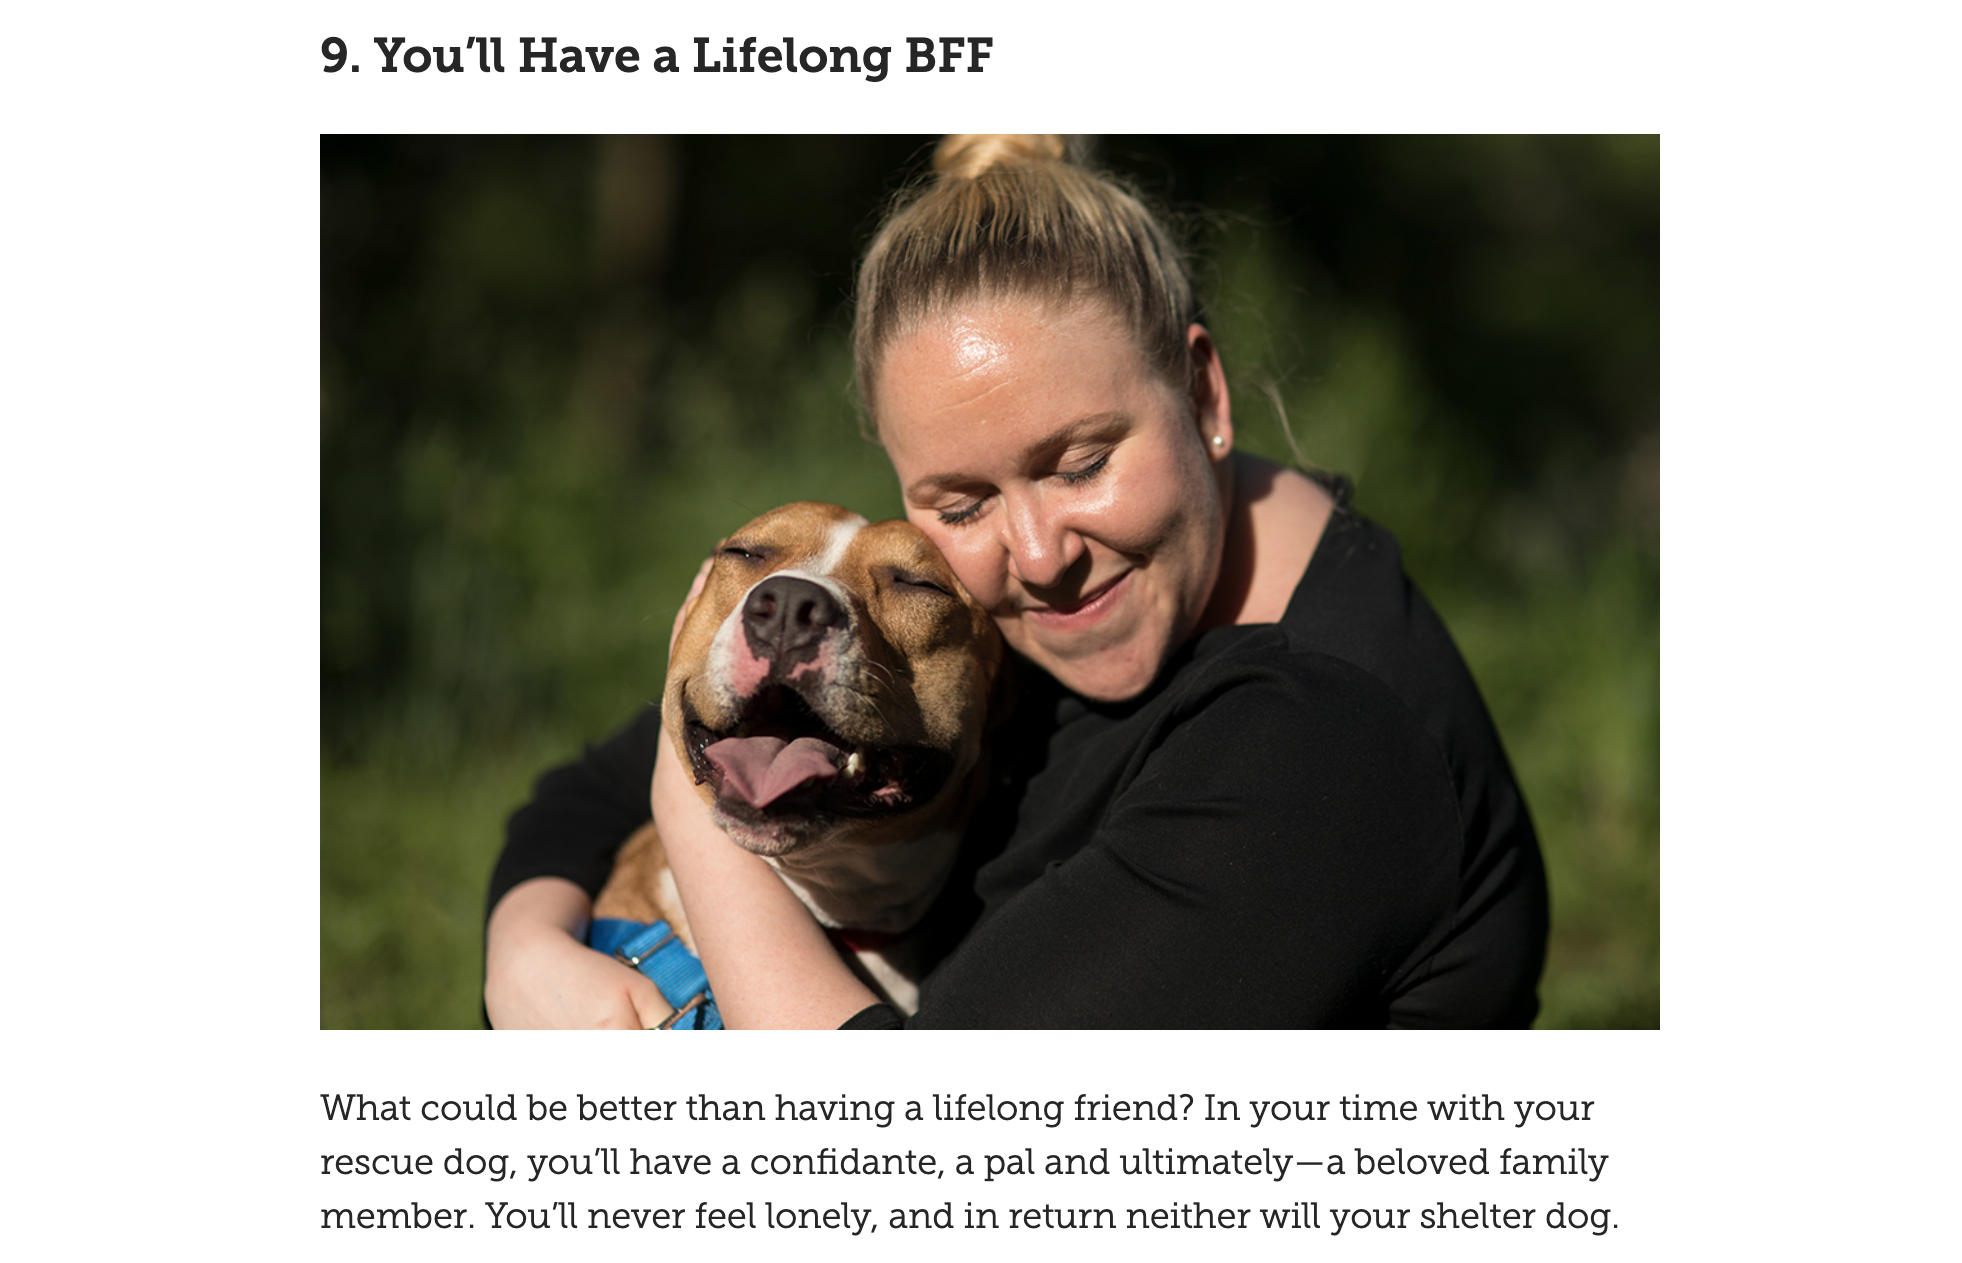 9. You’ll Have a Lifelong BFF
What could be better than having a lifelong friend? In your time with your
rescue dog, you’ll have a confidante, a pal and ultimately—a beloved family
member. You’ll never feel lonely, and in return neither will your shelter dog.